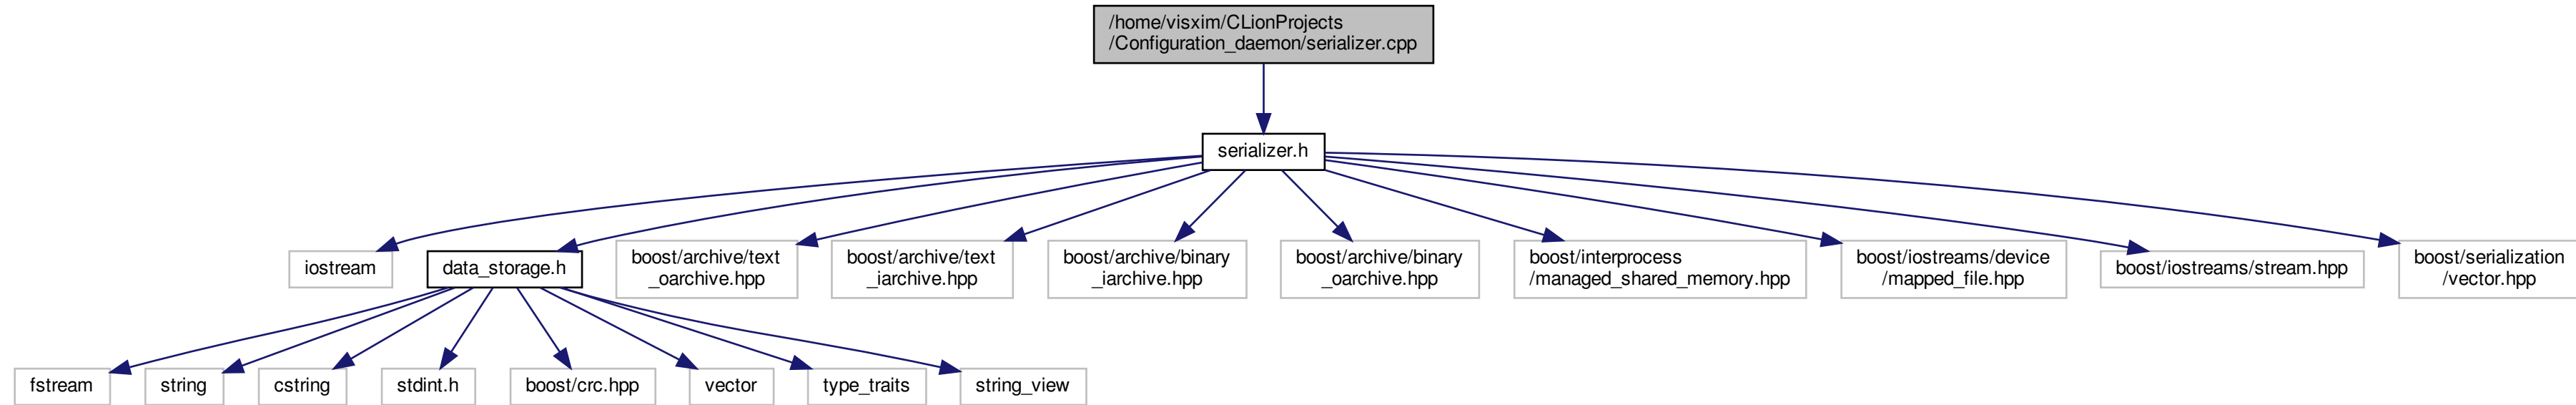 /home/visxim/CLionProjects
/Configuration_daemon/serializer.cpp
serializer.h
iostream
data_storage.h
boost/archive/text
_oarchive.hpp
boost/archive/text
_iarchive.hpp
boost/archive/binary
_iarchive.hpp
boost/archive/binary
_oarchive.hpp
boost/interprocess
/managed_shared_memory.hpp
boost/iostreams/device
/mapped_file.hpp
boost/iostreams/stream.hpp
boost/serialization
/vector.hpp
fstream
string
cstring
stdint.h
boost/crc.hpp
vector
type_traits
string_view